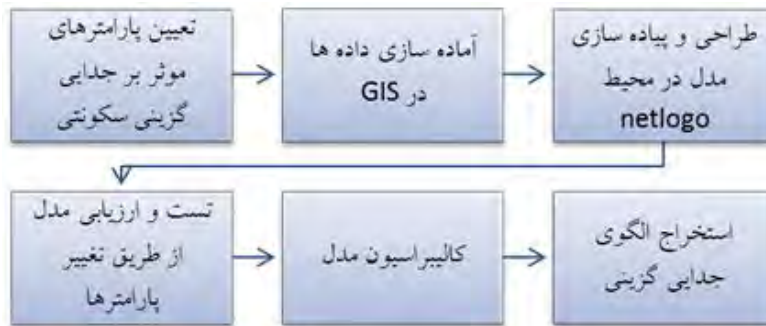 تعیین پارامترهای
موثر بر جدایی
گزینی سکونتی
آماده سازی داده ها
در GIS
طراحی و پیاده سازی
مدل در محیط
netlogo
تست و ارزیابی مدل
از طریق تغییر
پارامترها
کالیبراسیون مدل
استخراج الگوی
جدایی گزینی